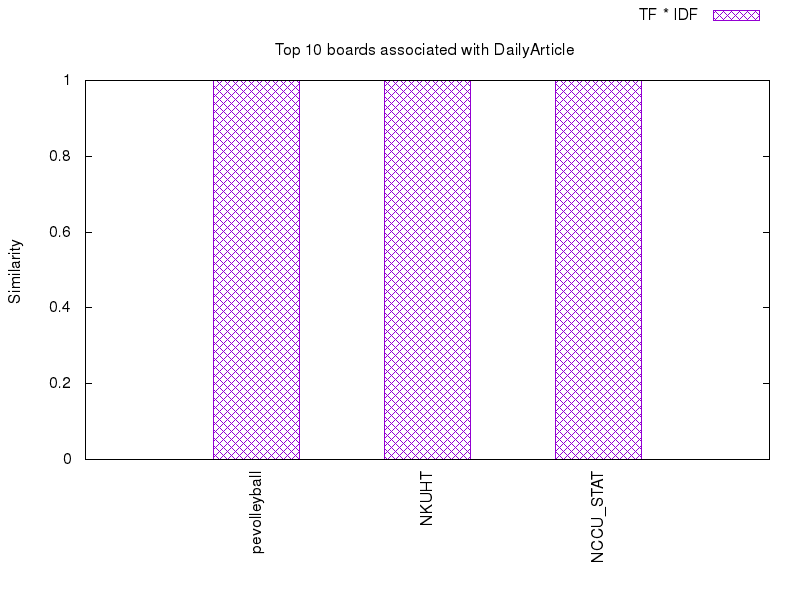 TF * IDF
Top 10 boards associated with DailyArticle
1
0.8
0.6
0.4
0.2
0
Similarity
pevolleyball
NKUHT
NCCU_STAT